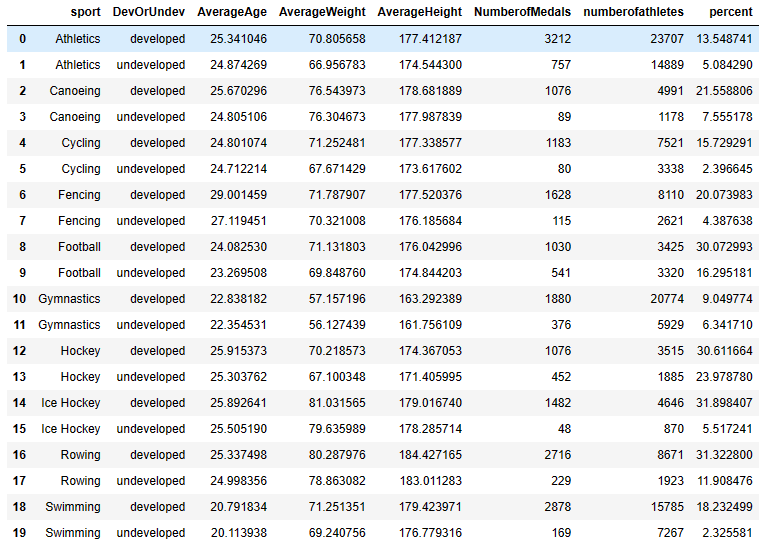 sport DevOrUndev AverageAge AverageWeight AverageHeight NumberofMedals numberofathletes percent
0 Athletics developed 25.341046 70.805658 177.412187 3212 23707 13.548741
1 Athletics undeveloped 24.874269 66.956783 174.544300 757 14889 5.084290
2 Canoeing developed 25.670296 76.543973 178.681889 1076 4991 21.558806
3 Canoeing undeveloped 24.805106 76.304673 177.987839 89 1178 7.555178
4 Cycling developed 24.801074 71.252481 177.338577 1183 7521 15.729291
5 Cycling undeveloped 24.712214 67.671429 173.617602 80 3338 2.396645
6 Fencing developed 29.001459 71.787907 177.520376 1628 8110 20.073983
7 Fencing undeveloped 27.119451 70.321008 176.185684 115 2621 4.387638
8 Football developed 24.082530 71.131803 176.042996 1030 3425 30.072993
9 Football undeveloped 23.269508 69.848760 174.844203 541 3320 16.295181
10 Gymnastics developed 22.838182 57.157196 163.292389 1880 20774 9.049774
11 Gymnastics undeveloped 22.354531 56.127439 161.756109 376 5929 6.341710
12 Hockey developed 25.915373 70.218573 174.367053 1076 3515 30.611664
13 Hockey undeveloped 25.303762 67.100348 171.405995 452 1885 23.978780
14 Ice Hockey developed 25.892641 81.031565 179.016740 1482 4646 31.898407
15 Ice Hockey undeveloped 25.505190 79.635989 178.285714 48 870 5.517241
16 Rowing developed 25.337498 80.287976 184.427165 2716 8671 31.322800
17 Rowing undeveloped 24.998356 78.863082 183.011283 229 1923 11.908476
18 Swimming developed 20.791834 71.251351 179.423971 2878 15785 18.232499
19 Swimming undeveloped 20.113938 69.240756 176.779316 169 7267 2.325581